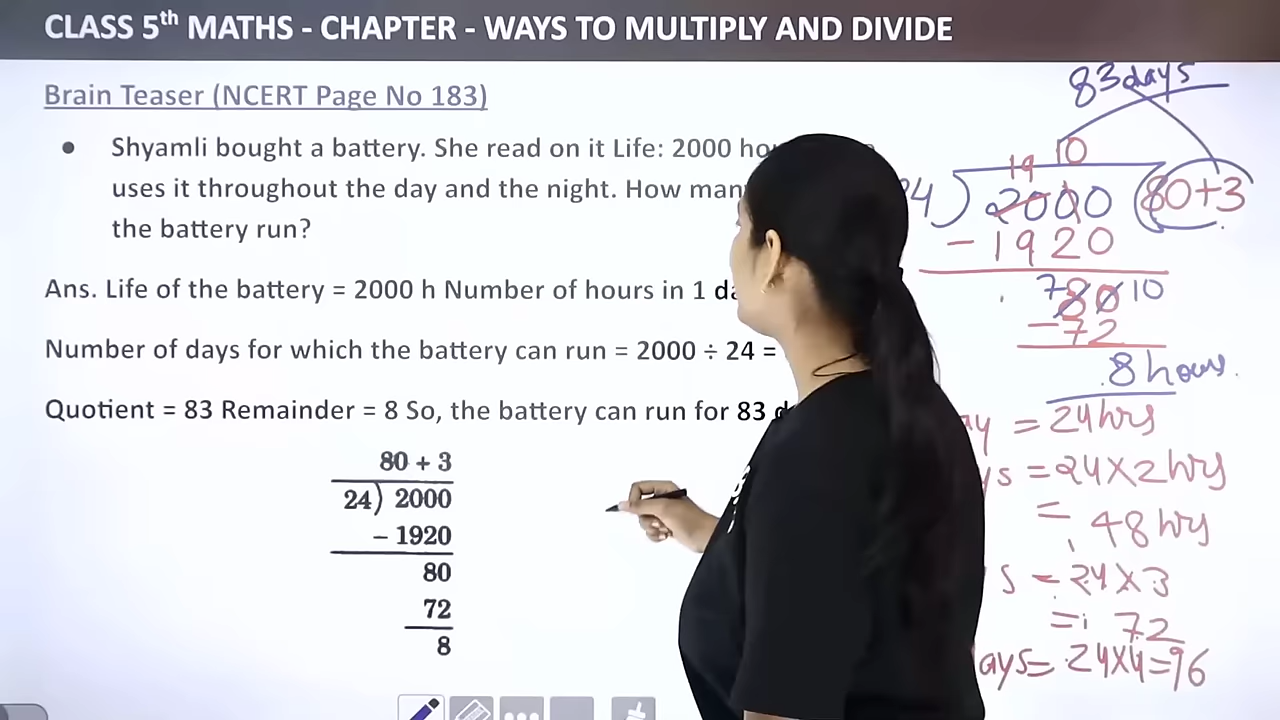 CLASS 5th MATHS - CHAPTER - WAYS TO MULTIPLY AND DIVIDE
Brain Teaser (NCERT Page No 183)
• Shyamli bought a battery. She read on it Life: 2000
uses it throughout the day and the night. How
the battery run?
Ans. Life of the battery = 2000 h Number of hours in 1
Number of days for which the battery can run = 2000 ÷ 24 =
Quotient = 83 Remainder = 8 So, the battery can run for 83
80 + 3
24) 2000
– 1920
80
72
8
83 days
19 10
24) 2000 (80+3
– 1920
7 80 10
– 72
8 hours.
= 24 hrs
= 24×2 hrs
= 48 hrs
= 24×3
= 72
= 24×4=96